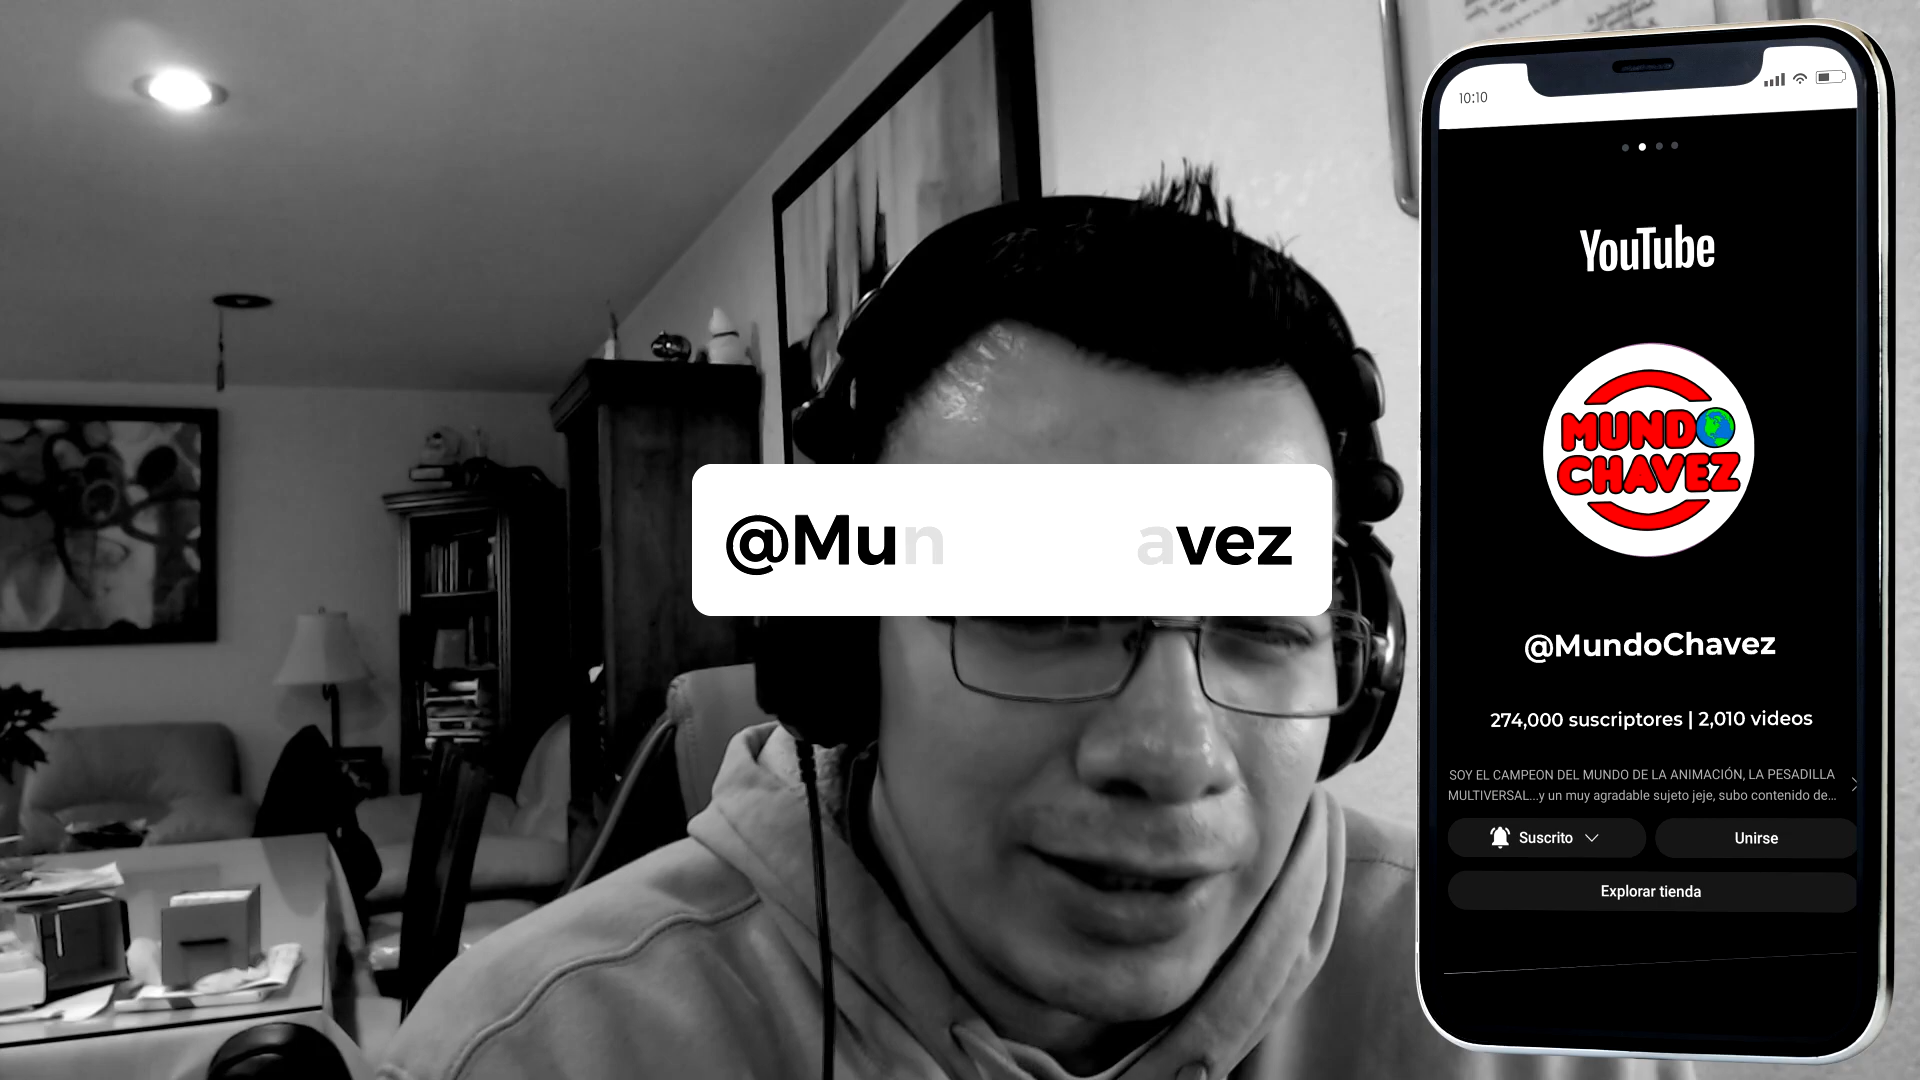 @Mun avez
10:10
YouTube
MUNDO
CHAVEZ
@MundoChavez
274,000 suscriptores | 2,010 videos
SOY EL CAMPEON DEL MUNDO DE LA ANIMACIÓN, LA PESADILLA
MULTIVERSAL...y un muy agradable sujeto jeje, subo contenido de...
Suscrito
Unirse
Explorar tienda